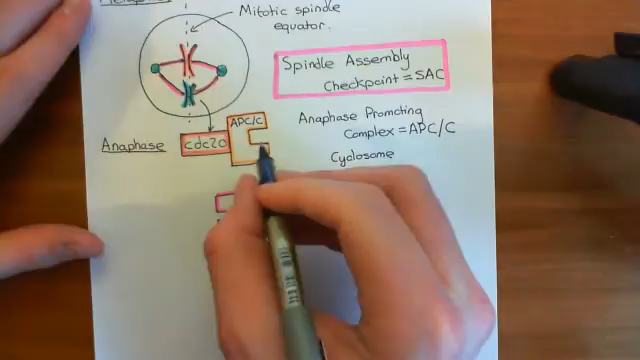 Mitotic spindle
equator.
Spindle Assembly
Checkpoint = SAC
Anaphase Promoting
Complex = APC/C
Cyclosome
APC/C
Anaphase
cdc20